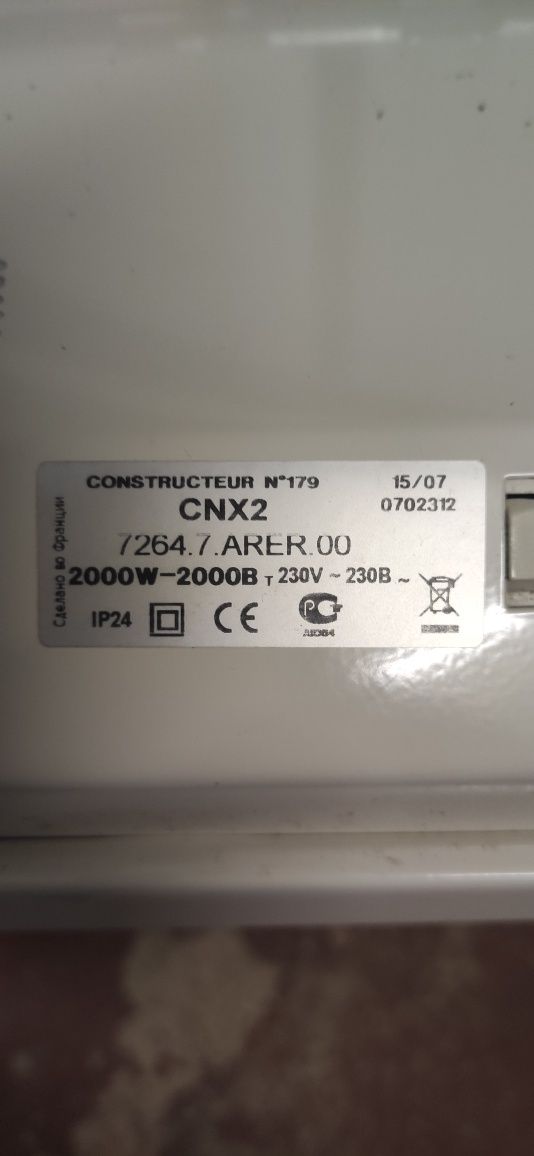 CONSTRUCTEUR N°179
15/07
CNX2
0702312
7264.7.ARER.00
2000W-2000B т 230V ~ 230B ~
IP24
CE
Сделано во Франции